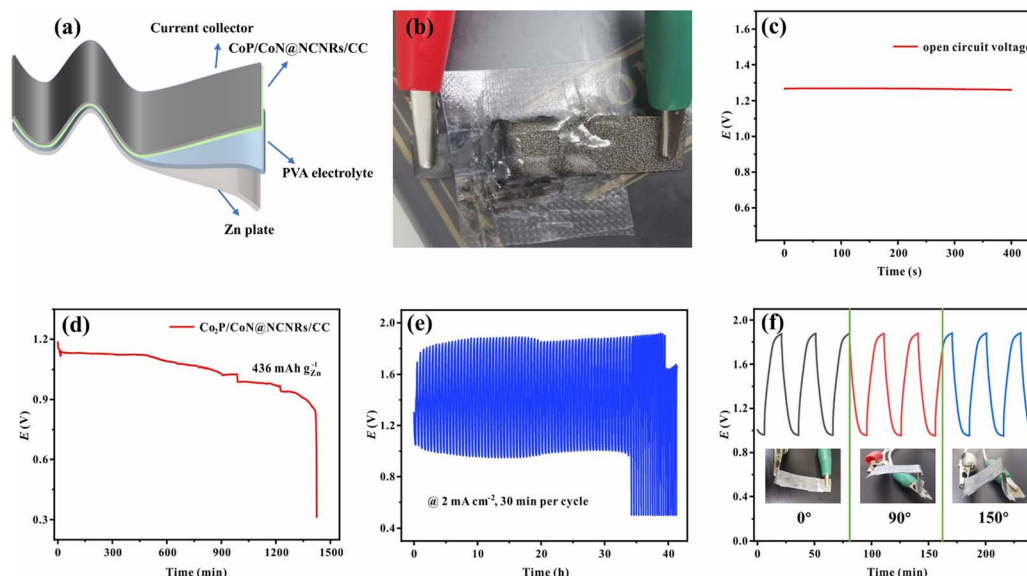 (a)
Current collector
CoP/CoN@NCNRs/CC
PVA electrolyte
Zn plate
(b)
(c)
open circuit voltage
E (V)
1.6
1.4
1.2
1.0
0.8
0.6
0 100 200 300 400
Time (s)
(d)
Co₂P/CoN@NCNRs/CC
436 mAh g⁻¹Zn
E (V)
1.2
0.9
0.6
0.3
0 300 600 900 1200 1500
Time (min)
(e)
@ 2 mA cm⁻², 30 min per cycle
E (V)
2.0
1.6
1.2
0.8
0.4
0 10 20 30 40
Time (h)
(f)
E (V)
2.0
1.6
1.2
0.8
0.4
0° 90° 150°
0 50 100 150 200
Time (min)